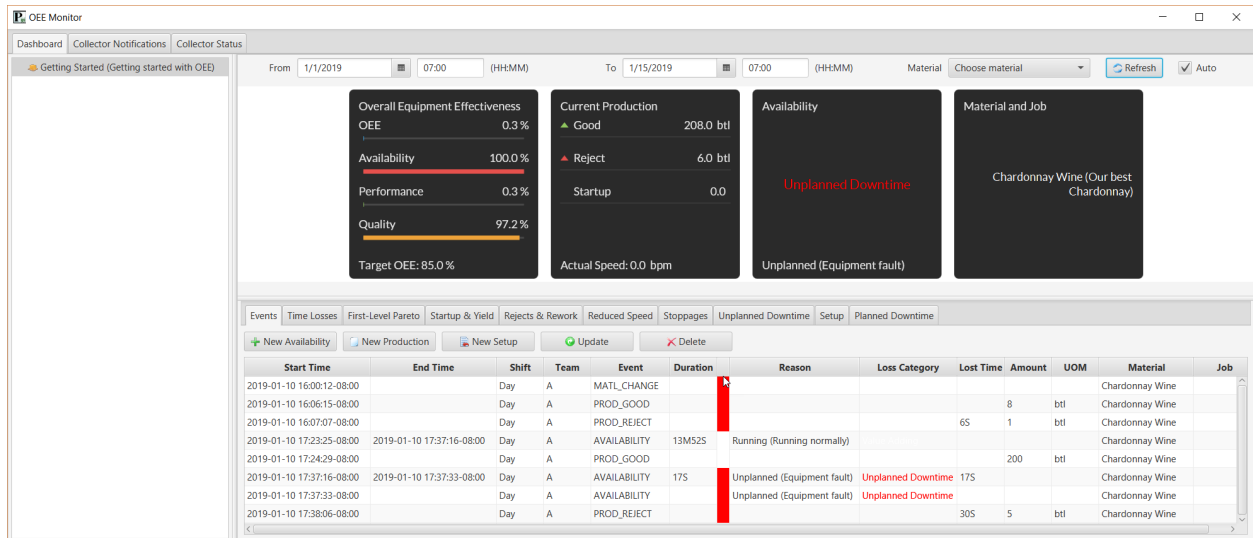 OEE Monitor
Dashboard Collector Notifications Collector Status
Getting Started (Getting started with OEE)
From 1/1/2019 07:00 (HH:MM) To 1/15/2019 07:00 (HH:MM) Material Choose material Refresh Auto
Overall Equipment Effectiveness
OEE 0.3 %
Availability 100.0 %
Performance 0.3 %
Quality 97.2 %
Target OEE: 85.0 %
Current Production
Good 208.0 btl
Reject 6.0 btl
Startup 0.0
Actual Speed: 0.0 bpm
Availability
Unplanned Downtime
Unplanned (Equipment fault)
Material and Job
Chardonnay Wine (Our best
Chardonnay)
Events Time Losses First-Level Pareto Startup & Yield Rejects & Rework Reduced Speed Stoppages Unplanned Downtime Setup Planned Downtime
New Availability New Production New Setup Update Delete
Start Time End Time Shift Team Event Duration Reason Loss Category Lost Time Amount UOM Material Job
2019-01-10 16:00:12-08:00 Day A MATL_CHANGE Chardonnay Wine
2019-01-10 16:06:15-08:00 Day A PROD_GOOD 8 btl Chardonnay Wine
2019-01-10 16:07:07-08:00 Day A PROD_REJECT 6S 1 btl Chardonnay Wine
2019-01-10 17:23:25-08:00 2019-01-10 17:37:16-08:00 Day A AVAILABILITY 13M52S Running (Running normally) Chardonnay Wine
2019-01-10 17:24:29-08:00 Day A PROD_GOOD 200 btl Chardonnay Wine
2019-01-10 17:37:16-08:00 2019-01-10 17:37:33-08:00 Day A AVAILABILITY 17S Unplanned (Equipment fault) Unplanned Downtime 17S Chardonnay Wine
2019-01-10 17:37:33-08:00 Day A AVAILABILITY Unplanned (Equipment fault) Unplanned Downtime Chardonnay Wine
2019-01-10 17:38:06-08:00 Day A PROD_REJECT 30S 5 btl Chardonnay Wine